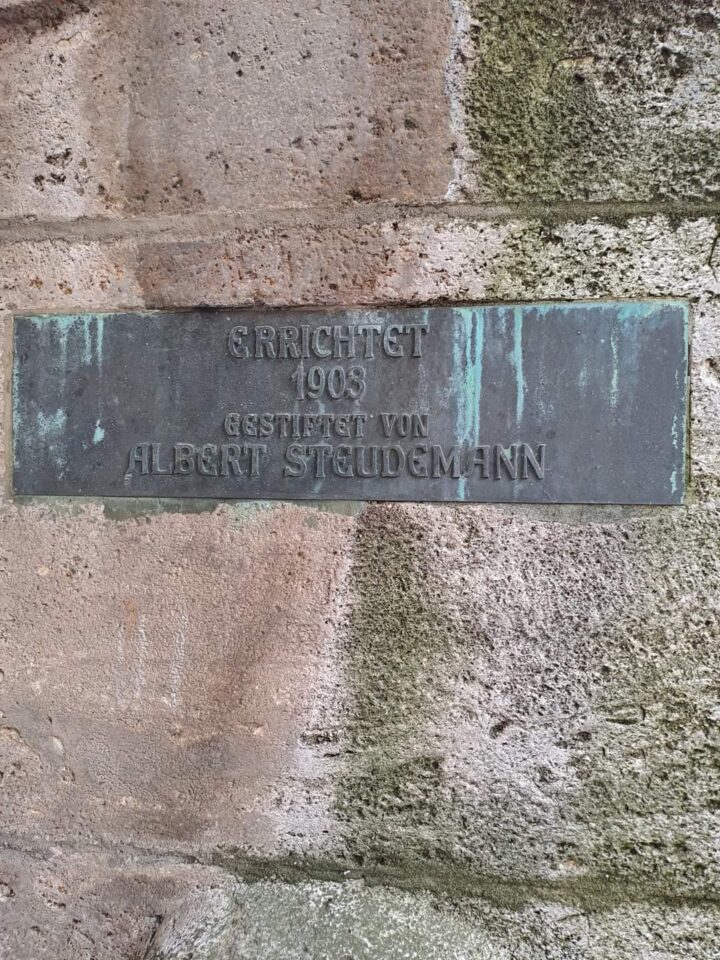 ERRICHTET
1903
GESTIFTET VON
ALBERT STEUDEMANN